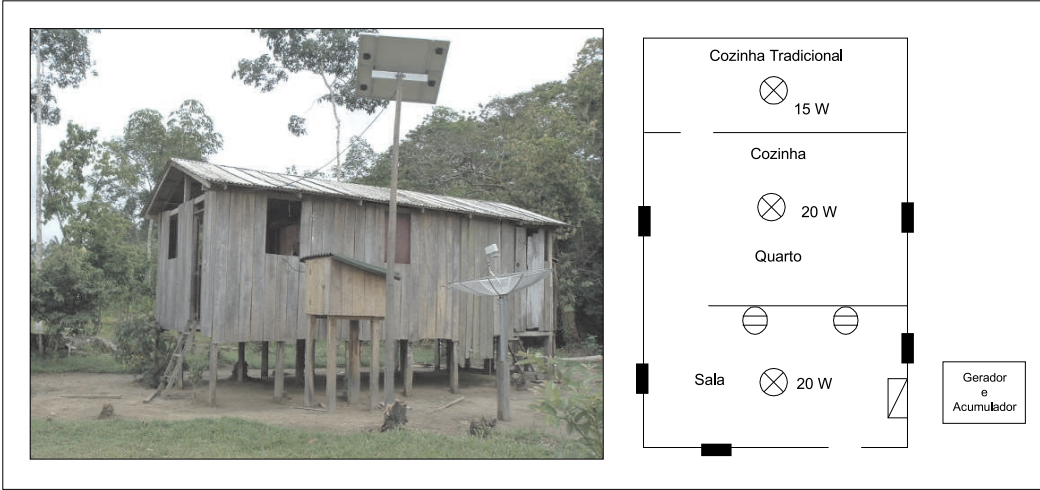 Cozinha Tradicional
15 W
Cozinha
20 W
Quarto
Sala
20 W
Gerador
e
Acumulador